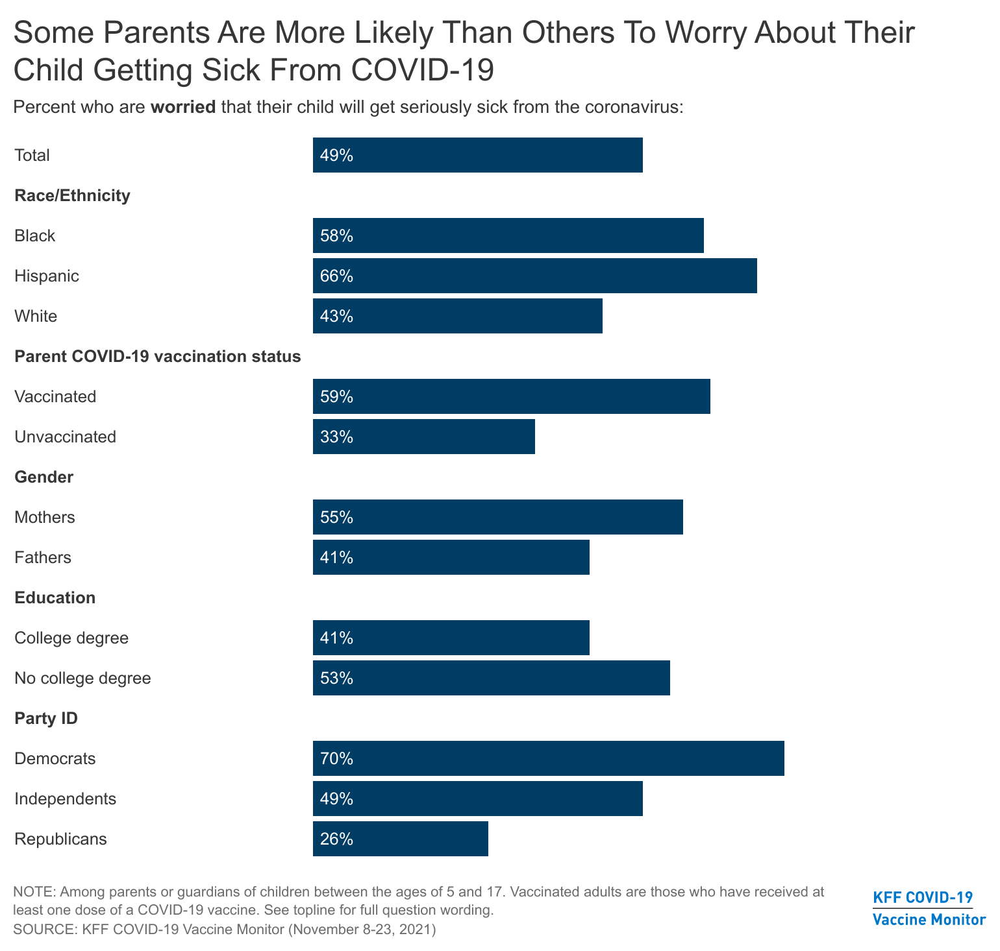 Some Parents Are More Likely Than Others To Worry About Their
Child Getting Sick From COVID-19
Percent who are worried that their child will get seriously sick from the coronavirus:
Total 49%
Race/Ethnicity
Black 58%
Hispanic 66%
White 43%
Parent COVID-19 vaccination status
Vaccinated 59%
Unvaccinated 33%
Gender
Mothers 55%
Fathers 41%
Education
College degree 41%
No college degree 53%
Party ID
Democrats 70%
Independents 49%
Republicans 26%
NOTE: Among parents or guardians of children between the ages of 5 and 17. Vaccinated adults are those who have received at
least one dose of a COVID-19 vaccine. See topline for full question wording.
SOURCE: KFF COVID-19 Vaccine Monitor (November 8-23, 2021)
KFF COVID-19
Vaccine Monitor